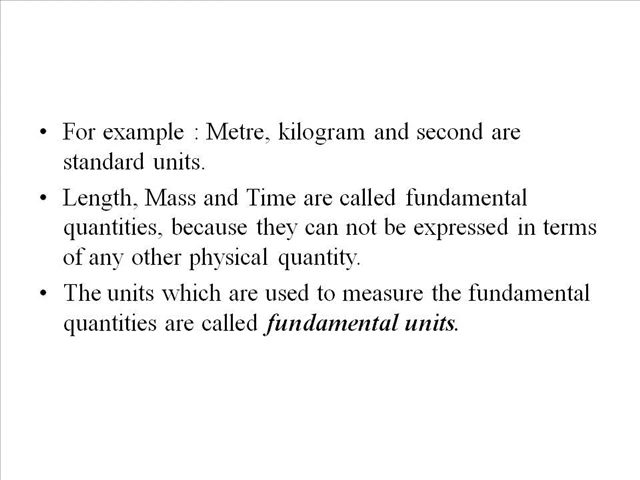 • For example : Metre, kilogram and second are
standard units.
• Length, Mass and Time are called fundamental
quantities, because they can not be expressed in terms
of any other physical quantity.
• The units which are used to measure the fundamental
quantities are called fundamental units.